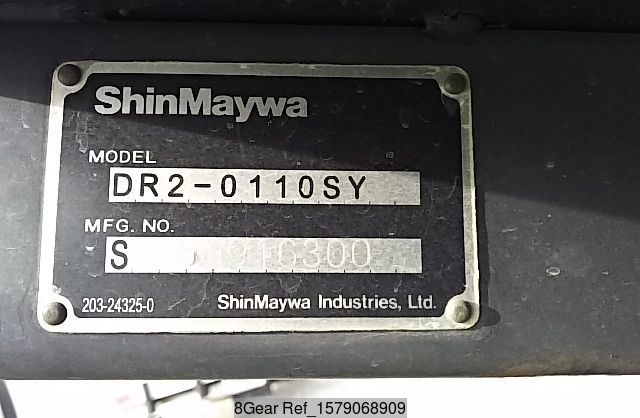 ShinMaywa
MODEL
DR2-0110SY
MFG. NO.
S
203-24325-0 ShinMaywa Industries, Ltd.
8Gear Ref_1579068909